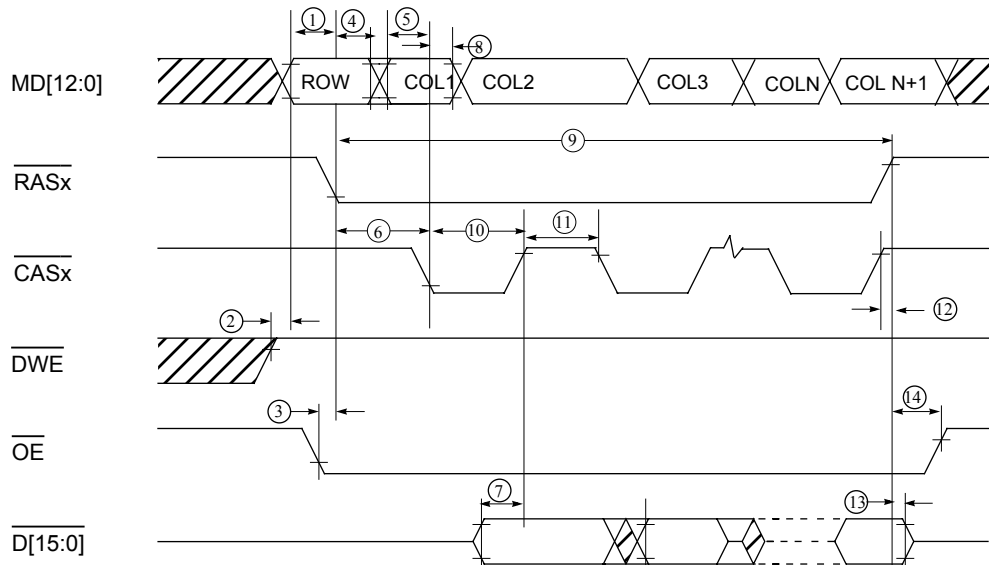 ① ④ ⑤
⑧
MD[12:0] ROW COL1 COL2 COL3 COLN COL N+1
⑨
RASx
⑥ ⑩ ⑪
CASx
② ⑫
DWE
③ ⑭
OE
⑦ ⑬
D[15:0]